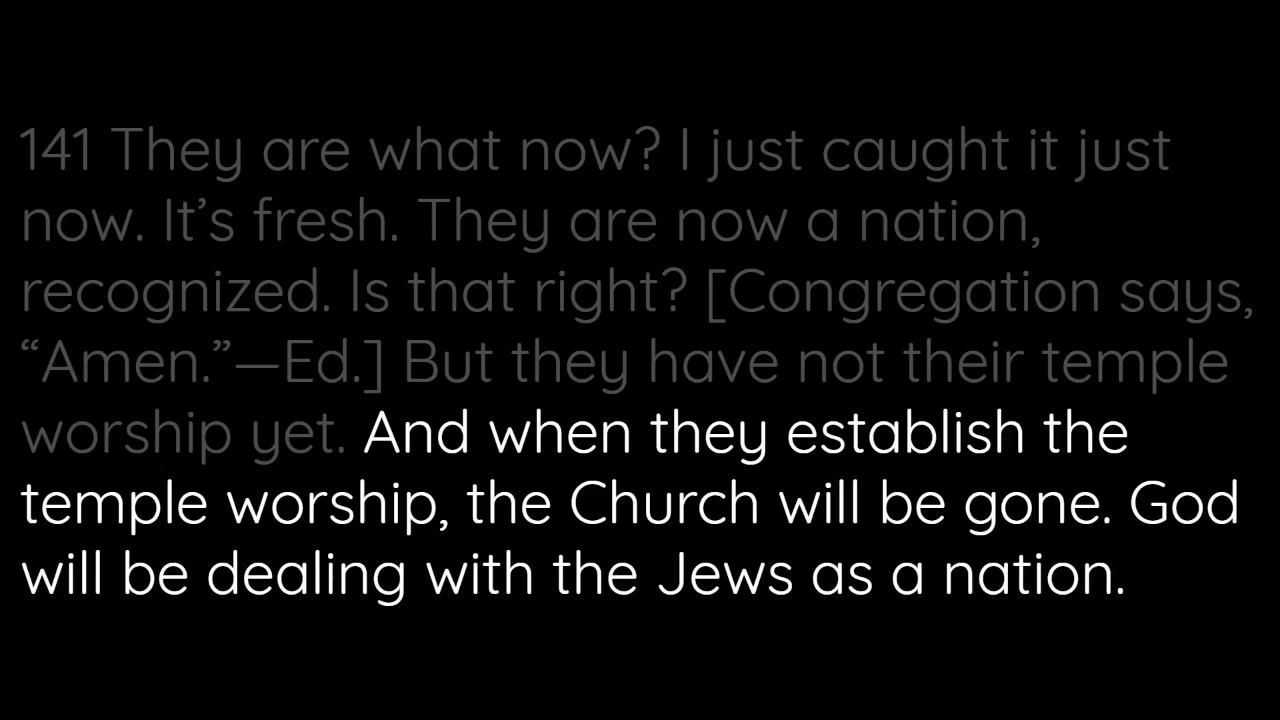 141 They are what now? I just caught it just
now. It’s fresh. They are now a nation,
recognized. Is that right? [Congregation says,
“Amen.”—Ed.] But they have not their temple
worship yet. And when they establish the
temple worship, the Church will be gone. God
will be dealing with the Jews as a nation.